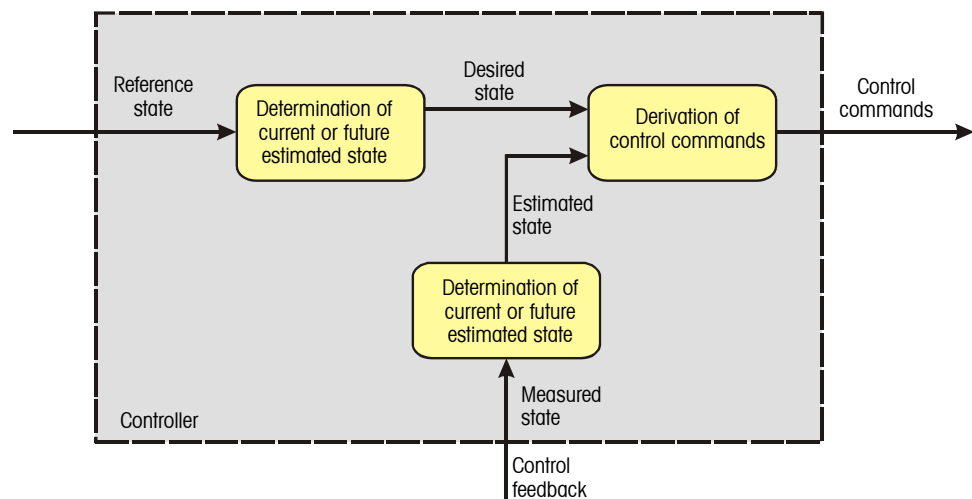 Reference
state
Determination of
current or future
estimated state
Desired
state
Derivation of
control commands
Control
commands
Estimated
state
Determination of
current or future
estimated state
Measured
state
Controller
Control
feedback